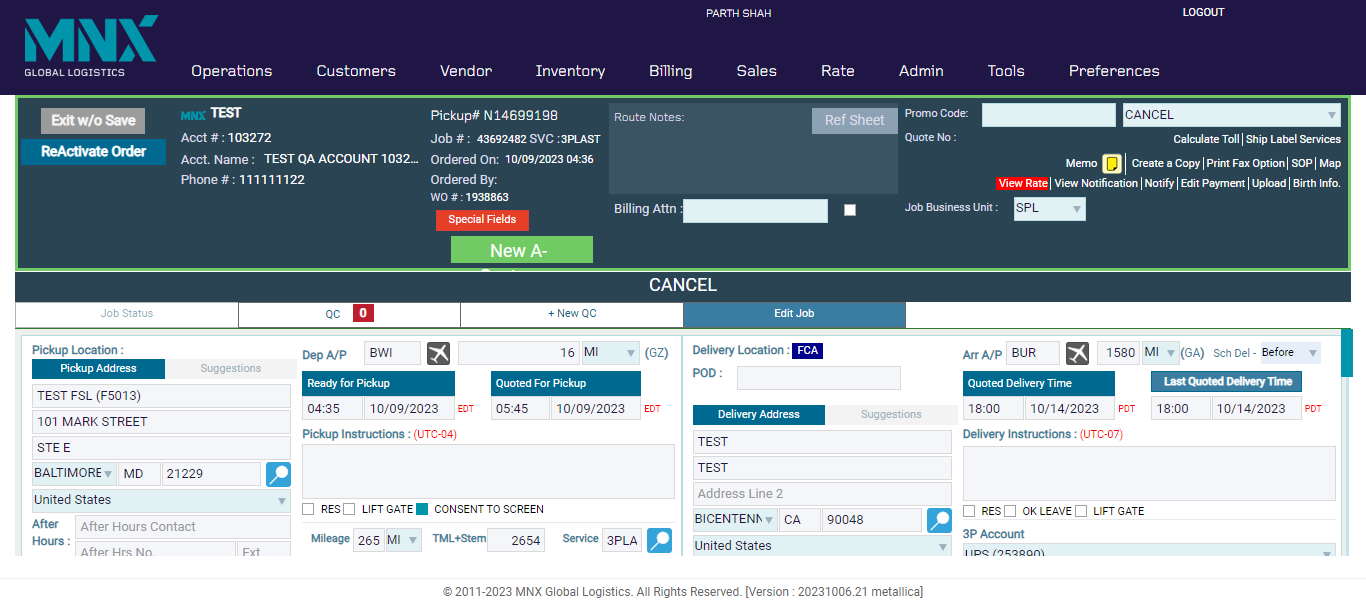 PARTH SHAH
LOGOUT
MNX
GLOBAL LOGISTICS
Operations Customers Vendor Inventory Billing Sales Rate Admin Tools Preferences
Exit w/o Save
ReActivate Order
MNX TEST
Acct # : 103272
Acct. Name : TEST QA ACCOUNT 1032...
Phone # : 111111122
Pickup# N14699198
Job # : 43692482 SVC :3PLAST
Ordered On: 10/09/2023 04:36
Ordered By:
WO # : 1938863
Special Fields
New A-
Route Notes:
Ref Sheet
Billing Attn :
Promo Code:
CANCEL
Quote No :
Calculate Toll| Ship Label Services
Memo
Create a Copy| Print Fax Option| SOP| Map
View Rate| View Notification| Notify| Edit Payment| Upload| Birth Info.
Job Business Unit :
SPL
CANCEL
Job Status
QC 0
+ New QC
Edit Job
Pickup Location :
Pickup Address
Suggestions
TEST FSL (F5013)
101 MARK STREET
STE E
BALTIMORE MD 21229
United States
After
Hours :
After Hours Contact
After Hrs No. Ext
Dep A/P BWI 16 MI (GZ)
Ready for Pickup
Quoted For Pickup
04:35 10/09/2023 EDT
05:45 10/09/2023 EDT
Pickup Instructions : (UTC-04)
RES LIFT GATE CONSENT TO SCREEN
Mileage 265 MI TML+Stem 2654 Service 3PLA
Delivery Location : FCA
POD :
Delivery Address
Suggestions
TEST
TEST
Address Line 2
BICENTENN CA 90048
United States
Arr A/P BUR 1580 MI (GA) Sch Del - Before
Quoted Delivery Time
Last Quoted Delivery Time
18:00 10/14/2023 PDT
18:00 10/14/2023 PDT
Delivery Instructions : (UTC-07)
RES OK LEAVE LIFT GATE
3P Account
UPS (253890)
© 2011-2023 MNX Global Logistics. All Rights Reserved. [Version : 20231006.21 metallica]